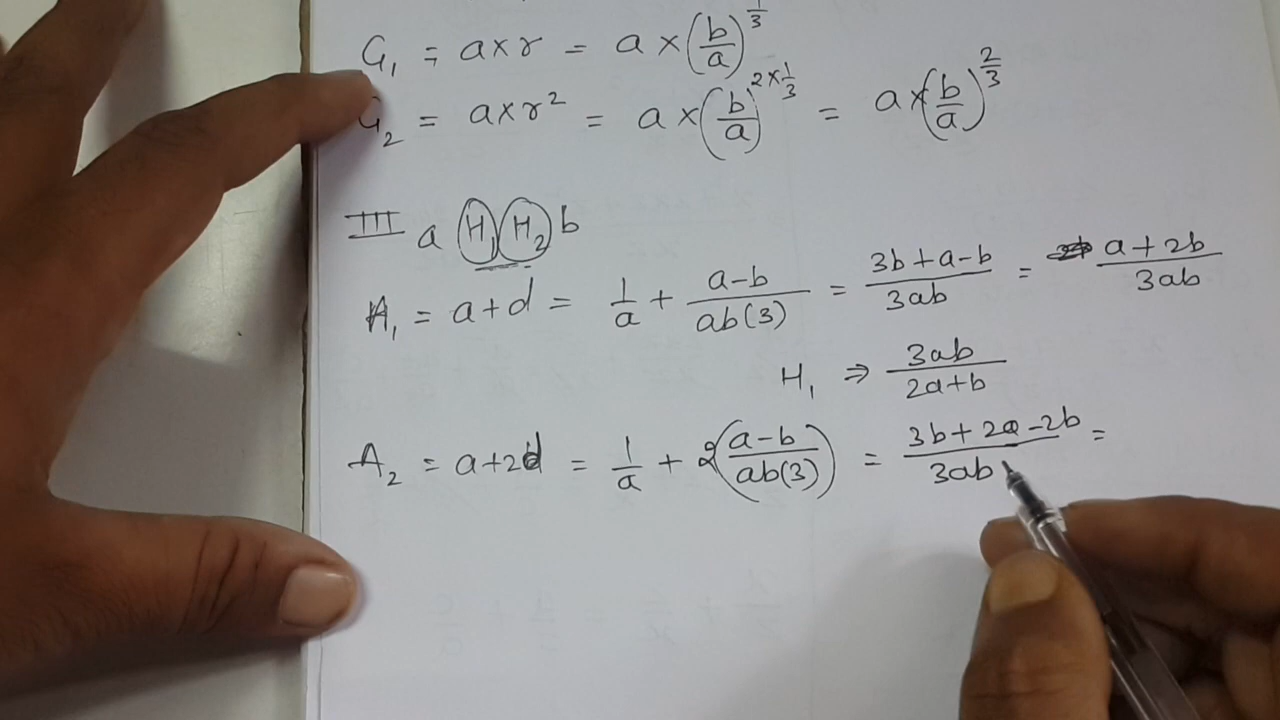 G₁ = a×r = a×(b/a)^1/3
G₂ = a×r² = a×(b/a)^2×1/3 = a×(b/a)^2/3
III a H₁ H₂ b
A₁ = a+d = 1/a + a-b/ab(3) = 3b+a-b/3ab = a+2b/3ab
H₁ ⇒ 3ab/2a+b
A₂ = a+2d = 1/a + 2(a-b/ab(3)) = 3b+2a-2b/3ab =